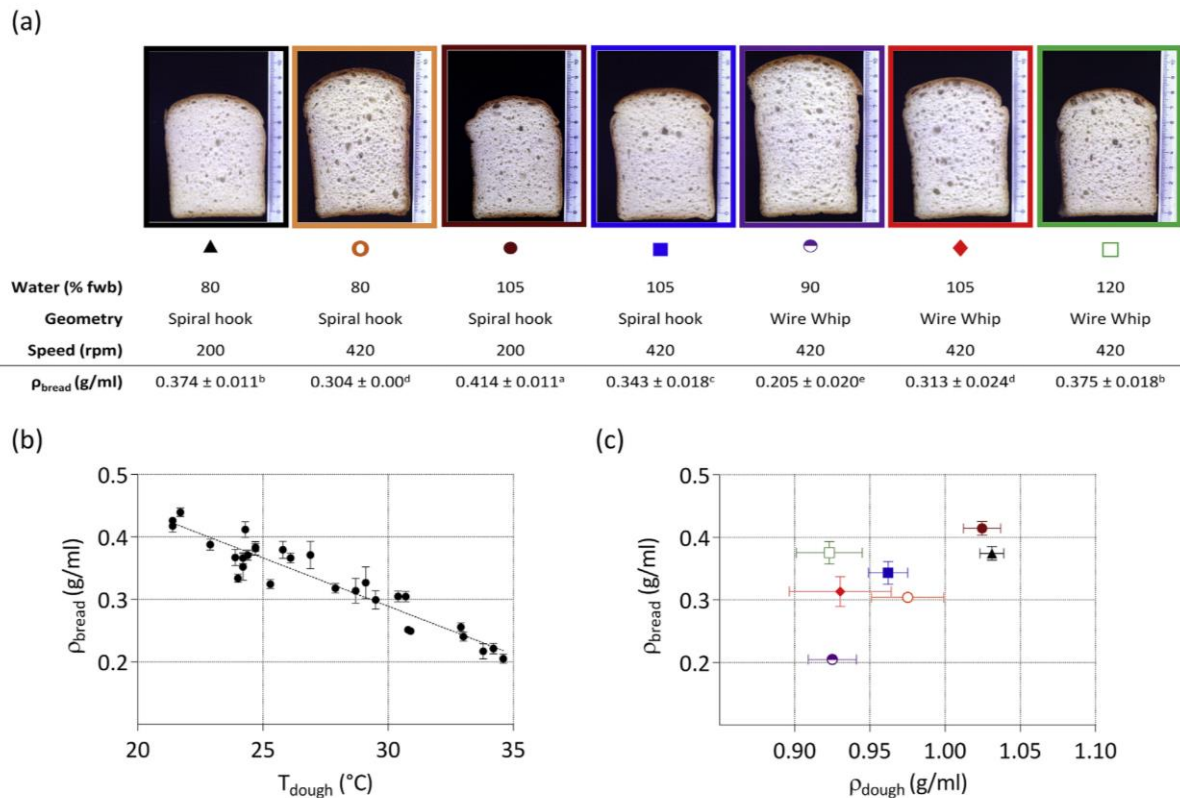 (a)
Water (% fwb) 80 80 105 105 90 105 120
Geometry Spiral hook Spiral hook Spiral hook Spiral hook Wire Whip Wire Whip Wire Whip
Speed (rpm) 200 420 200 420 420 420 420
ρbread (g/ml) 0.374 ± 0.011ᵇ 0.304 ± 0.00ᵈ 0.414 ± 0.011ᵃ 0.343 ± 0.018ᶜ 0.205 ± 0.020ᵉ 0.313 ± 0.024ᵈ 0.375 ± 0.018ᵇ
(b)
0.5
0.4
0.3
0.2
ρbread (g/ml)
20 25 30 35
Tdough (°C)
(c)
0.5
0.4
0.3
0.2
ρbread (g/ml)
0.90 0.95 1.00 1.05 1.10
ρdough (g/ml)